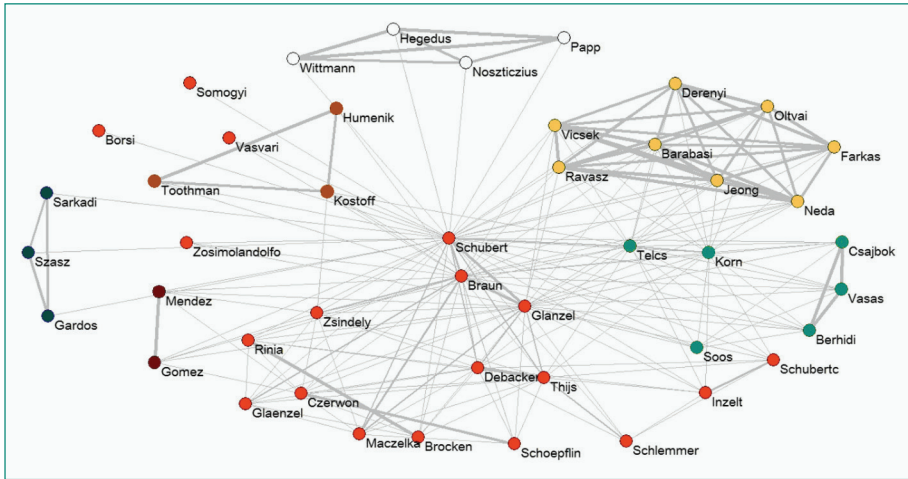 Hegedus
Papp
Wittmann
Noszticzius
Somogyi
Derenyi
Humenik
Oltvai
Borsi
Vasvari
Vicsek
Barabasi
Farkas
Toothman
Ravasz
Jeong
Kostoff
Neda
Sarkadi
Schubert
Zosimolandolfo
Szasz
Telcs
Korn
Csajbok
Braun
Mendez
Vasas
Gardos
Glanzel
Zsindely
Berhidi
Rinia
Soos
Gomez
Schubertc
Debacker
Thijs
Czerwon
Glaenzel
Inzelt
Maczelka
Brocken
Schoepflin
Schlemmer